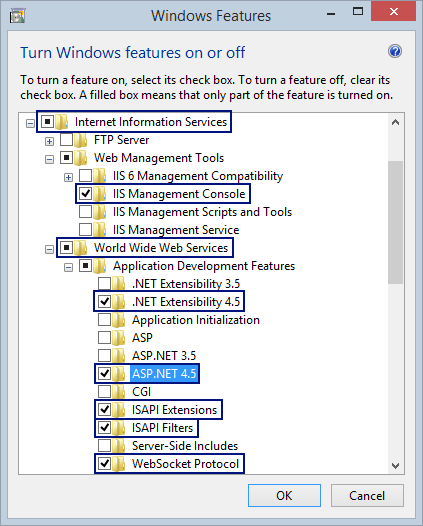 Windows Features
Turn Windows features on or off
To turn a feature on, select its check box. To turn a feature off, clear its
check box. A filled box means that only part of the feature is turned on.
Internet Information Services
FTP Server
Web Management Tools
IIS 6 Management Compatibility
IIS Management Console
IIS Management Scripts and Tools
IIS Management Service
World Wide Web Services
Application Development Features
.NET Extensibility 3.5
.NET Extensibility 4.5
Application Initialization
ASP
ASP.NET 3.5
ASP.NET 4.5
CGI
ISAPI Extensions
ISAPI Filters
Server-Side Includes
WebSocket Protocol
OK
Cancel